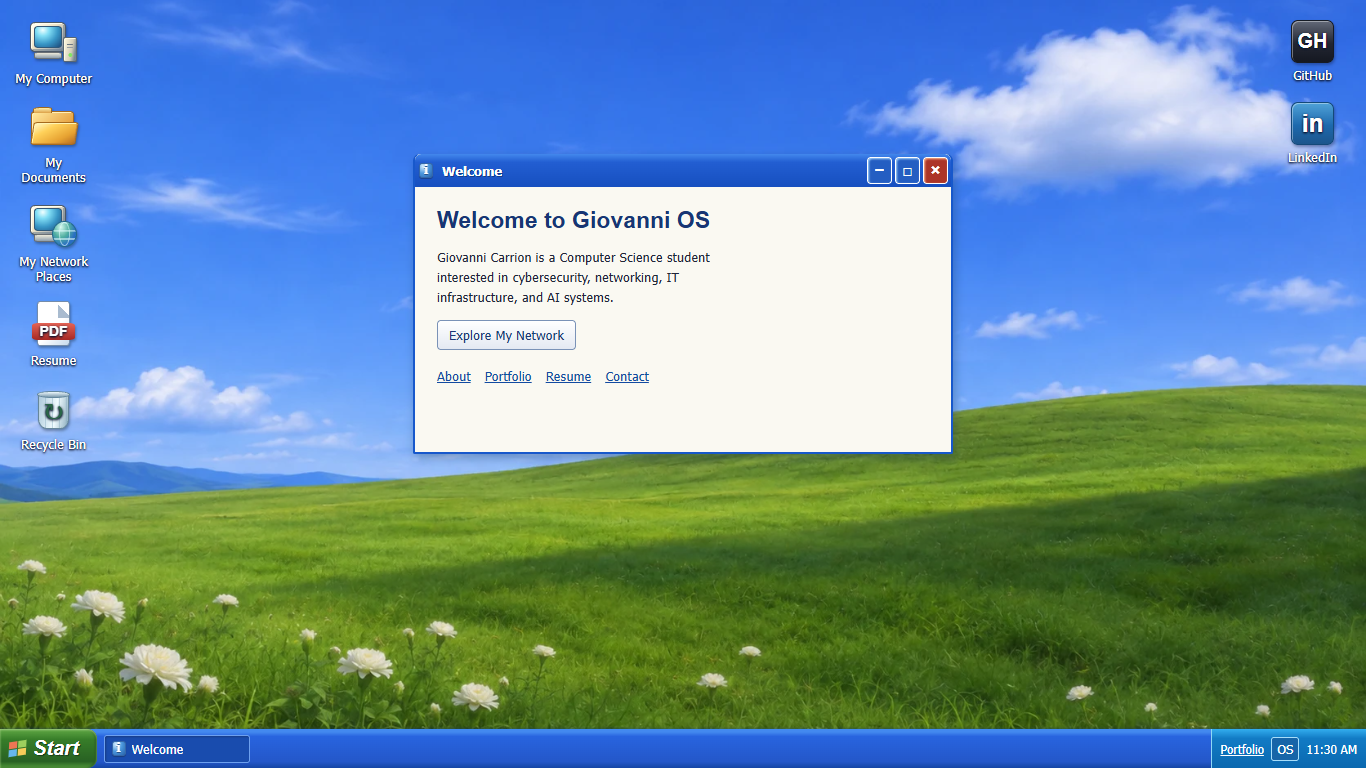 My Computer
My
Documents
My Network
Places
PDF
Resume
Recycle Bin
GH
GitHub
in
LinkedIn
Welcome
Welcome to Giovanni OS
Giovanni Carrion is a Computer Science student
interested in cybersecurity, networking, IT
infrastructure, and AI systems.
Explore My Network
About Portfolio Resume Contact
Start
Welcome
Portfolio OS 11:30 AM